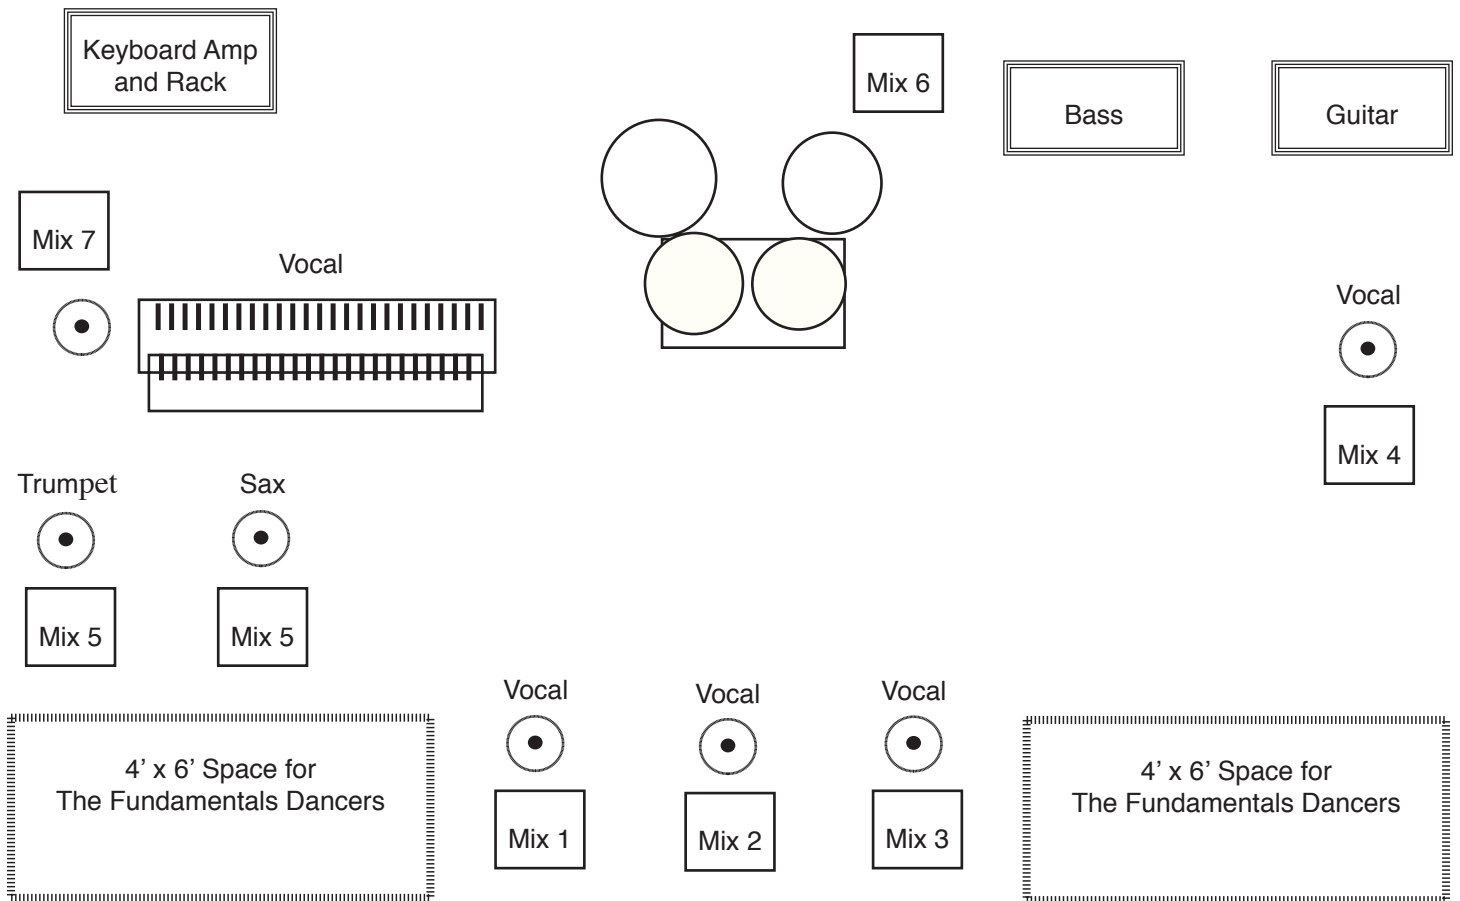 Keyboard Amp
and Rack
Mix 6
Bass
Guitar
Mix 7
Vocal
Vocal
Mix 4
Trumpet
Sax
Mix 5
Mix 5
Vocal
Vocal
Vocal
4’ x 6’ Space for
The Fundamentals Dancers
Mix 1
Mix 2
Mix 3
4’ x 6’ Space for
The Fundamentals Dancers